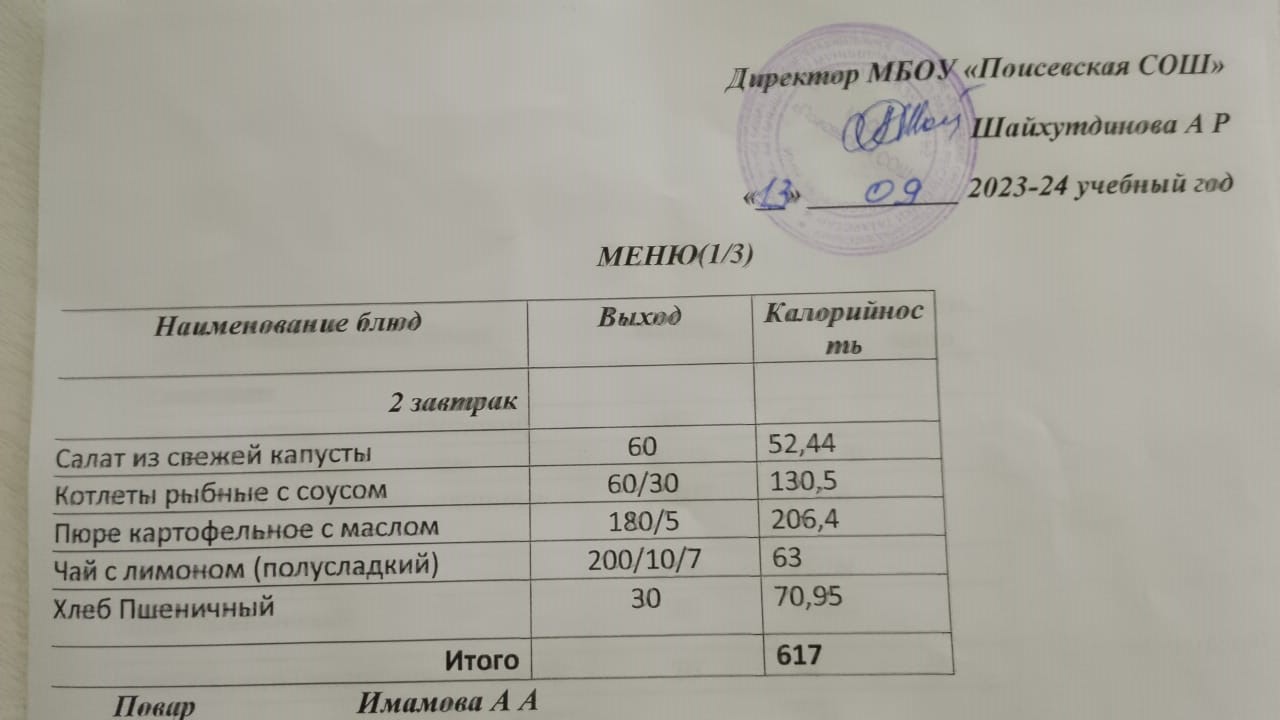 Директор МБОУ «Поисевская СОШ»
Шайхутдинова А Р
«13» 09 2023-24 учебный год
МЕНЮ(1/3)
Наименование блюд Выход Калорийнос
ть
2 завтрак
Салат из свежей капусты 60 52,44
Котлеты рыбные с соусом 60/30 130,5
Пюре картофельное с маслом 180/5 206,4
Чай с лимоном (полусладкий) 200/10/7 63
Хлеб Пшеничный 30 70,95
Итого 617
Повар Имамова А А